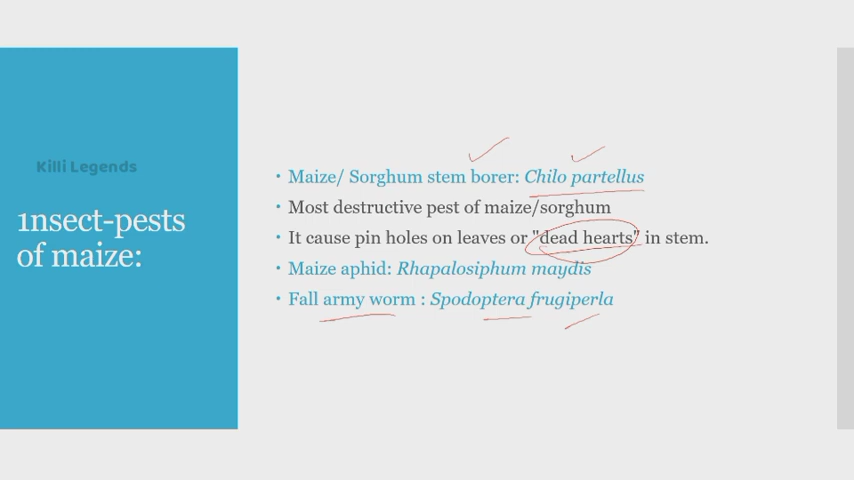 Killi Legends
1nsect-pests
of maize:
• Maize/ Sorghum stem borer: Chilo partellus
• Most destructive pest of maize/sorghum
• It cause pin holes on leaves or "dead hearts" in stem.
• Maize aphid: Rhapalosiphum maydis
• Fall army worm : Spodoptera frugiperla